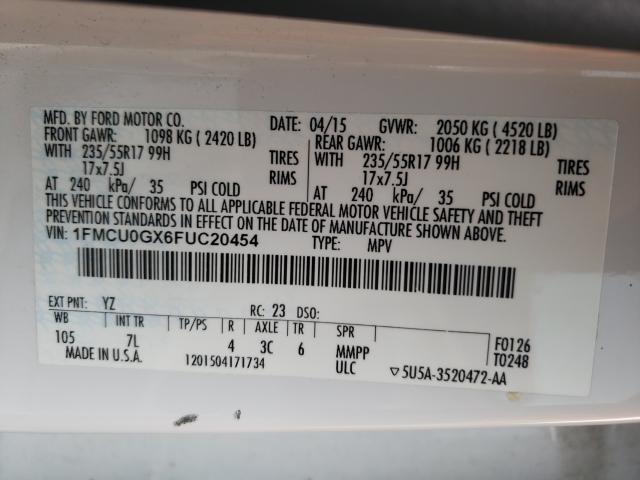 MFD. BY FORD MOTOR CO.
DATE: 04/15 GVWR: 2050 KG ( 4520 LB)
FRONT GAWR: 1098 KG ( 2420 LB)
REAR GAWR: 1006 KG ( 2218 LB)
WITH 235/55R17 99H TIRES
WITH 235/55R17 99H TIRES
17x7.5J RIMS
17x7.5J RIMS
AT 240 kPa/ 35 PSI COLD
AT 240 kPa/ 35 PSI COLD
THIS VEHICLE CONFORMS TO ALL APPLICABLE FEDERAL MOTOR VEHICLE SAFETY AND THEFT
PREVENTION STANDARDS IN EFFECT ON THE DATE OF MANUFACTURE SHOWN ABOVE.
VIN: 1FMCU0GX6FUC20454 TYPE: MPV
EXT PNT: YZ RC: 23 DSO:
WB INT TR TP/PS R AXLE TR SPR
105 7L 4 3C 6 MMPP
F0126
T0248
MADE IN U.S.A. 1201504171734 ULC ▽5U5A-3520472-AA